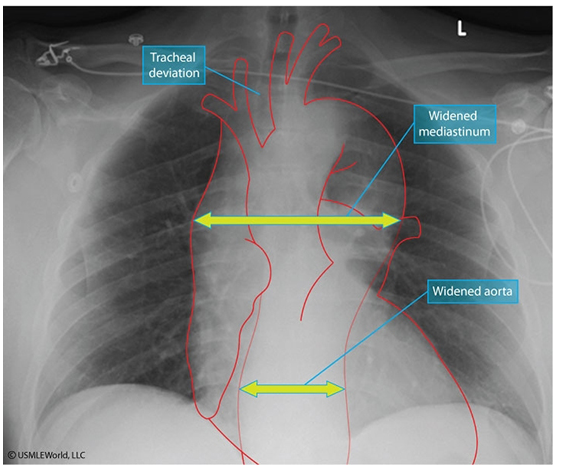 L
Tracheal
deviation
Widened
mediastinum
Widened aorta
© USMLEWorld, LLC